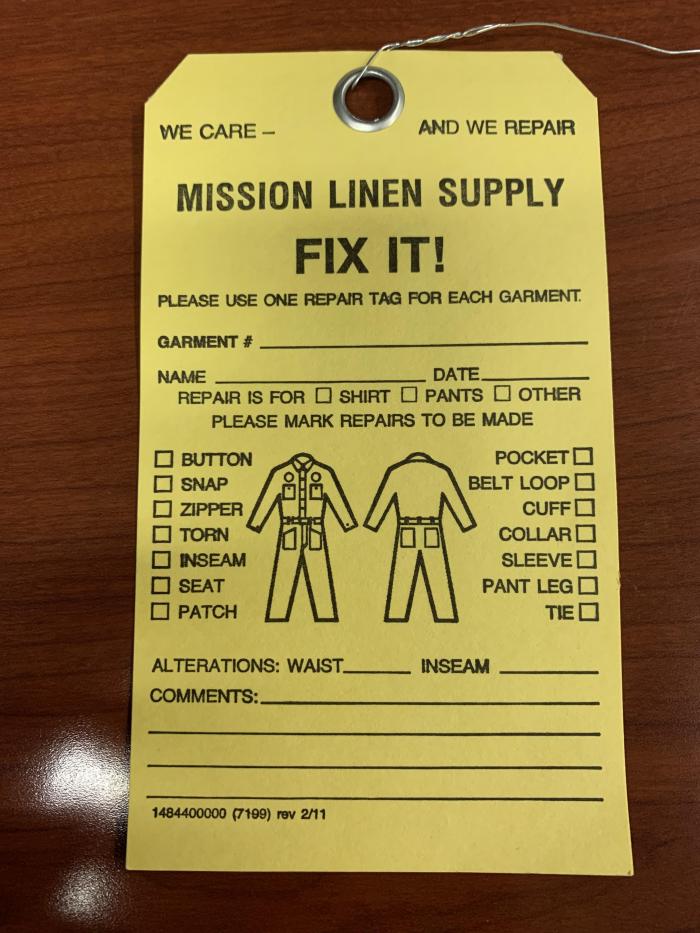 WE CARE – AND WE REPAIR
MISSION LINEN SUPPLY
FIX IT!
PLEASE USE ONE REPAIR TAG FOR EACH GARMENT.
GARMENT #
NAME DATE
REPAIR IS FOR ☐ SHIRT ☐ PANTS ☐ OTHER
PLEASE MARK REPAIRS TO BE MADE
☐ BUTTON POCKET ☐
☐ SNAP BELT LOOP ☐
☐ ZIPPER CUFF ☐
☐ TORN COLLAR ☐
☐ INSEAM SLEEVE ☐
☐ SEAT PANT LEG ☐
☐ PATCH TIE ☐
ALTERATIONS: WAIST INSEAM
COMMENTS:
1484400000 (7199) rev 2/11